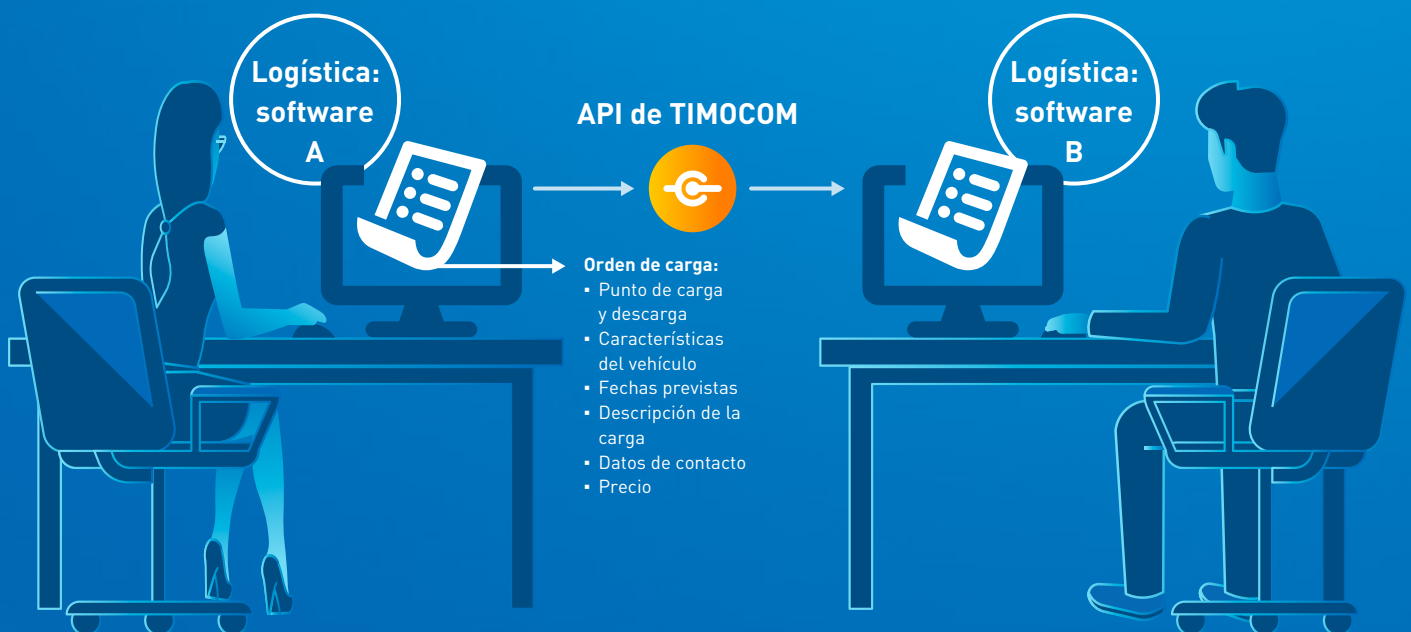 Logística:
software
A
API de TIMOCOM
Logística:
software
B
Orden de carga:
▪ Punto de carga
y descarga
▪ Características
del vehículo
▪ Fechas previstas
▪ Descripción de la
carga
▪ Datos de contacto
▪ Precio